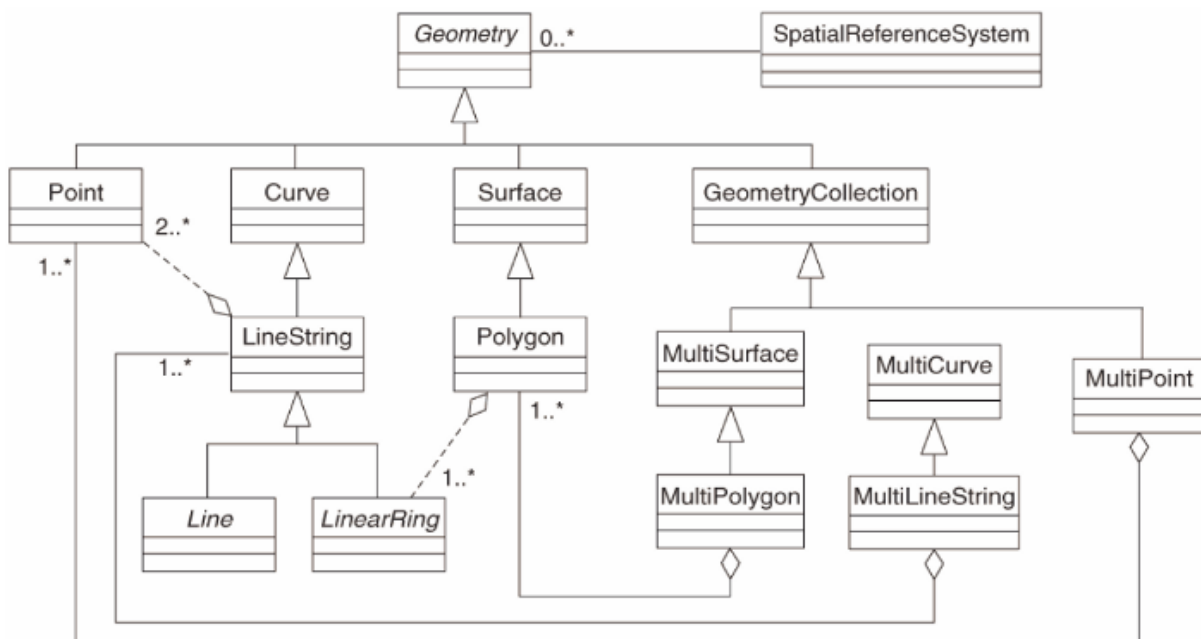 Geometry
0..*
SpatialReferenceSystem
Point
Curve
Surface
GeometryCollection
2..*
1..*
LineString
Polygon
MultiSurface
MultiCurve
MultiPoint
1..*
1..*
1..*
Line
LinearRing
MultiPolygon
MultiLineString